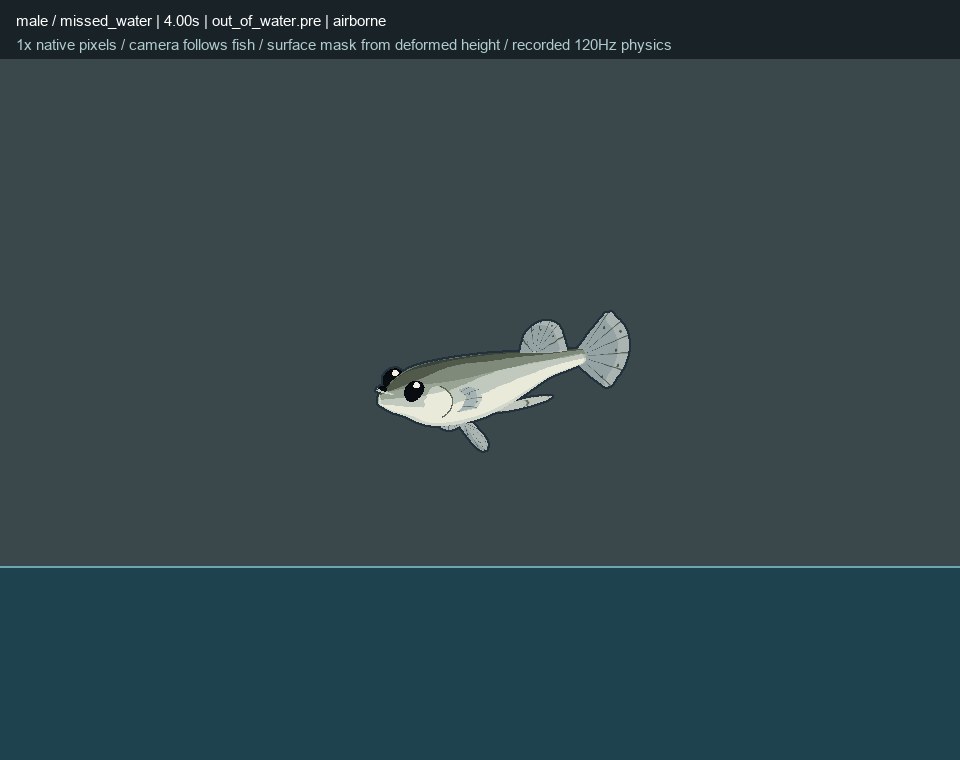 male / missed_water | 4.00s | out_of_water.pre | airborne
1x native pixels / camera follows fish / surface mask from deformed height / recorded 120Hz physics